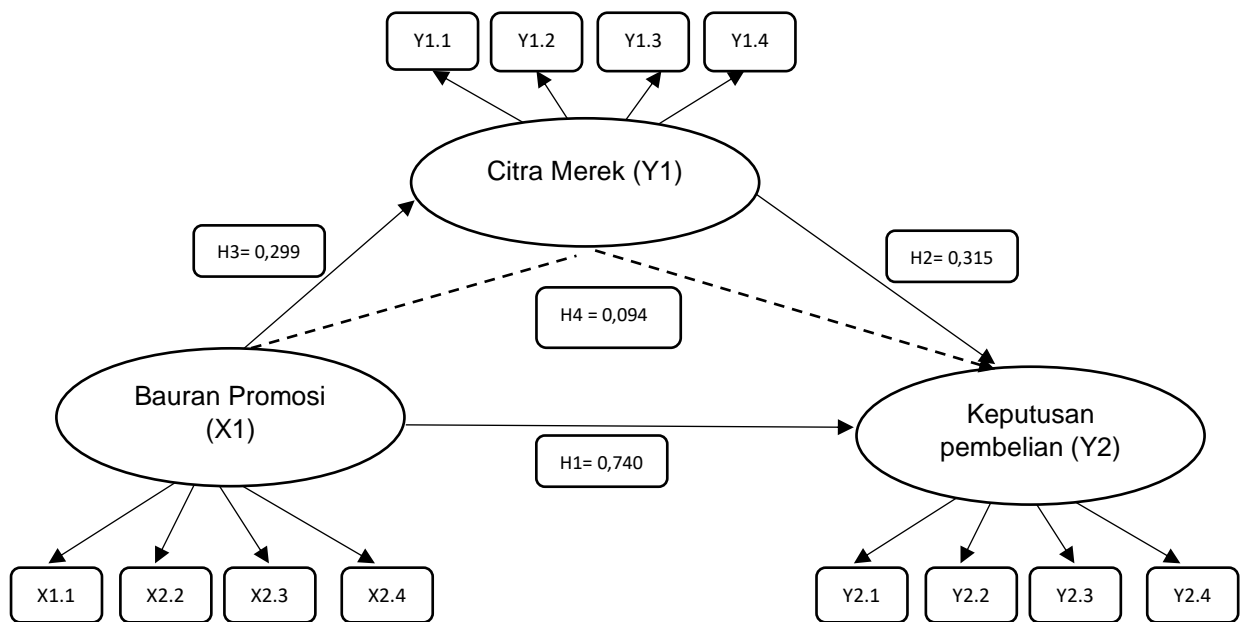 Y1.1
Y1.2
Y1.3
Y1.4
Citra Merek (Y1)
H3= 0,299
H2= 0,315
H4 = 0,094
Bauran Promosi
(X1)
Keputusan
pembelian (Y2)
H1= 0,740
X1.1
X2.2
X2.3
X2.4
Y2.1
Y2.2
Y2.3
Y2.4